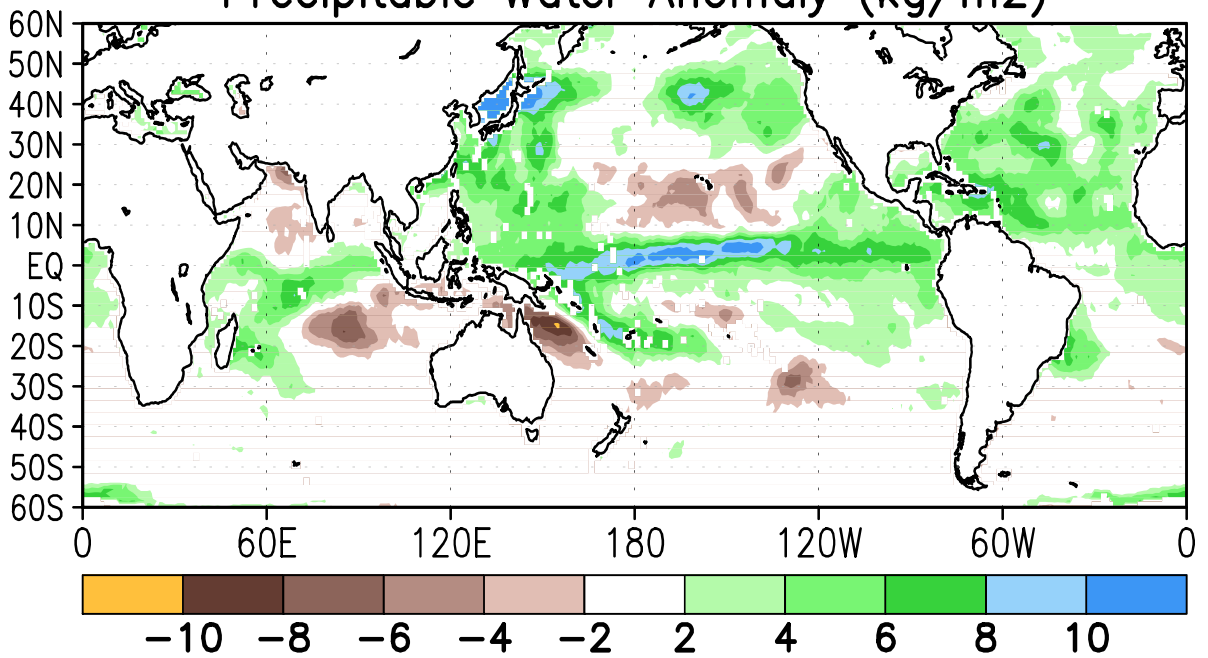 Precipitable Water Anomaly (kg/m2)
60N
50N
40N
30N
20N
10N
EQ
10S
20S
30S
40S
50S
60S
0 60E 120E 180 120W 60W 0
−10 −8 −6 −4 −2 2 4 6 8 10